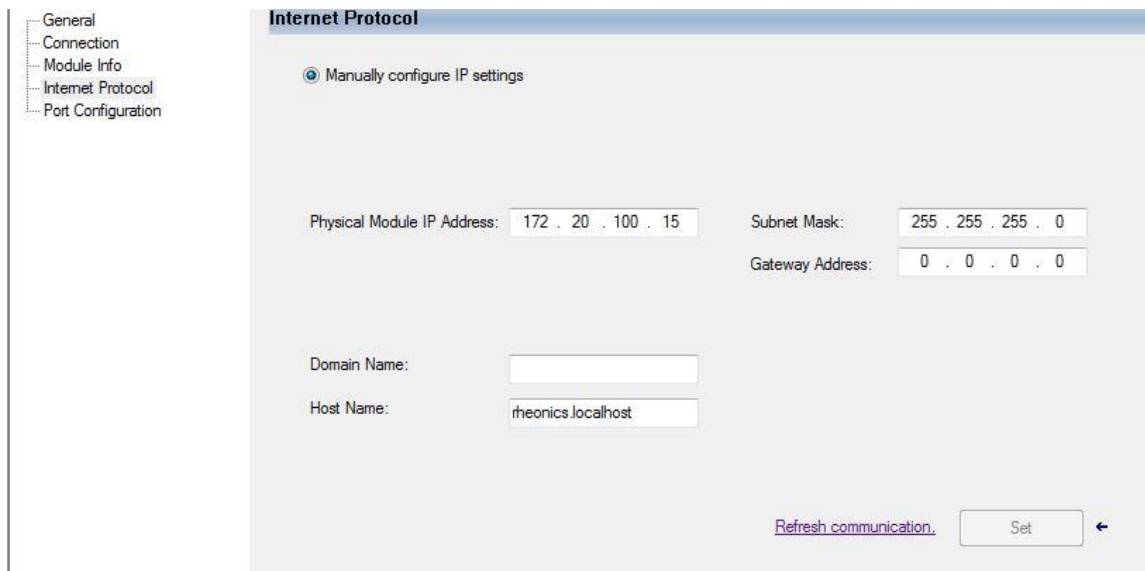 General
Connection
Module Info
Internet Protocol
Port Configuration
Internet Protocol
Manually configure IP settings
Physical Module IP Address: 172 . 20 . 100 . 15
Subnet Mask: 255 . 255 . 255 . 0
Gateway Address: 0 . 0 . 0 . 0
Domain Name:
Host Name: rheonics.localhost
Refresh communication. Set